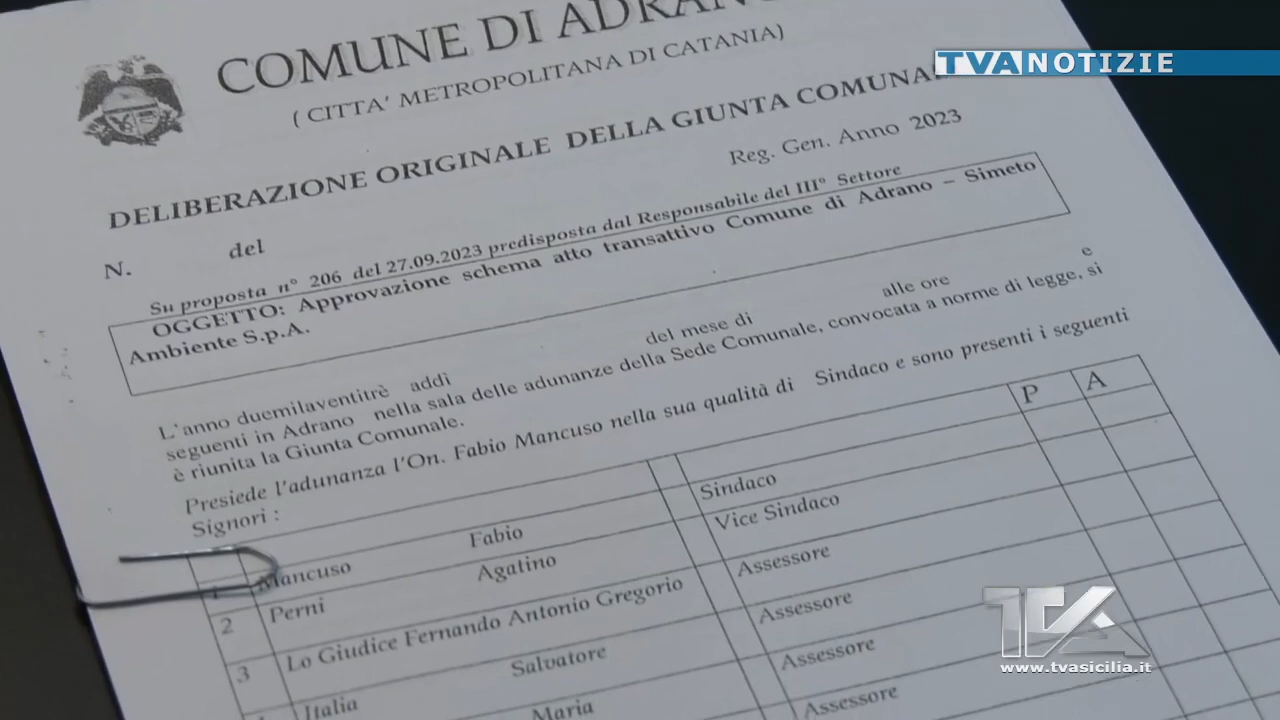 COMUNE DI ADRAN
( CITTA' METROPOLITANA DI CATANIA)
TVA NOTIZIE
DELIBERAZIONE ORIGINALE DELLA GIUNTA COMUNA
Reg. Gen. Anno 2023
N. del
Su proposta n° 206 del 27.09.2023 predisposta dal Responsabile del III° Settore
OGGETTO: Approvazione schema atto transattivo Comune di Adrano – Simeto
Ambiente S.p.A.
L'anno duemilaventitrè addì del mese di alle ore e
seguenti in Adrano nella sala delle adunanze della Sede Comunale, convocata a norme di legge, si
è riunita la Giunta Comunale.
Presiede l'adunanza l'On. Fabio Mancuso nella sua qualità di Sindaco e sono presenti i seguenti
Signori :
P A
1 Mancuso Fabio Sindaco
2 Perni Agatino Vice Sindaco
3 Lo Giudice Fernando Antonio Gregorio Assessore
Italia Salvatore Assessore
Maria Assessore
Assessore
TVA
www.tvasicilia.it